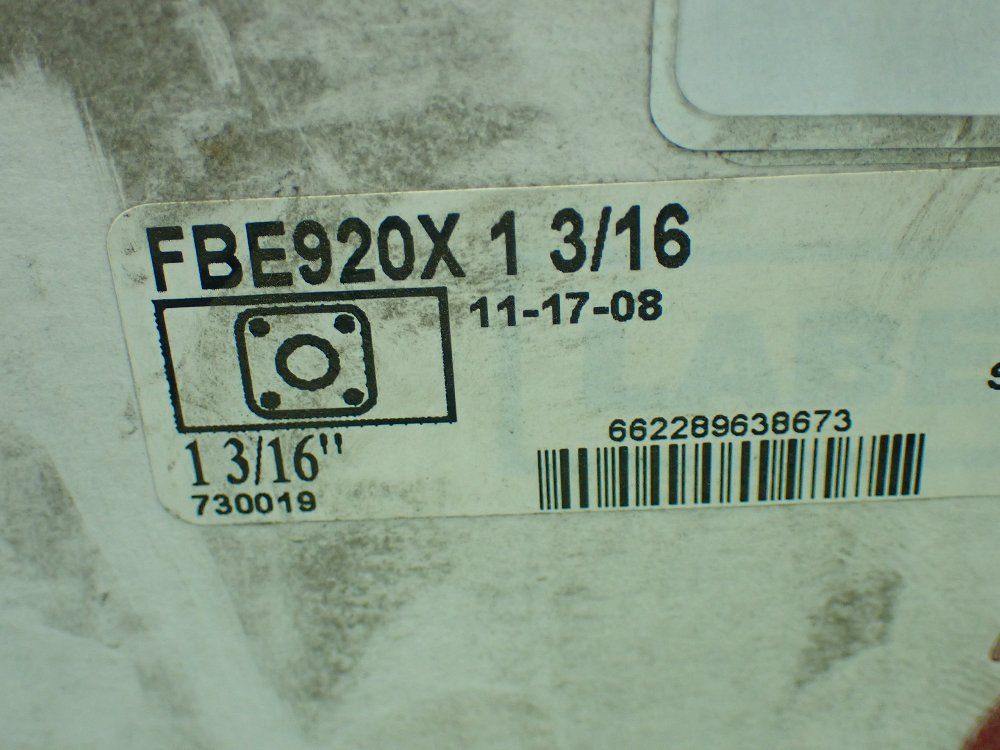 FBE920X 1 3/16
11-17-08
662289638673
1 3/16"
730019